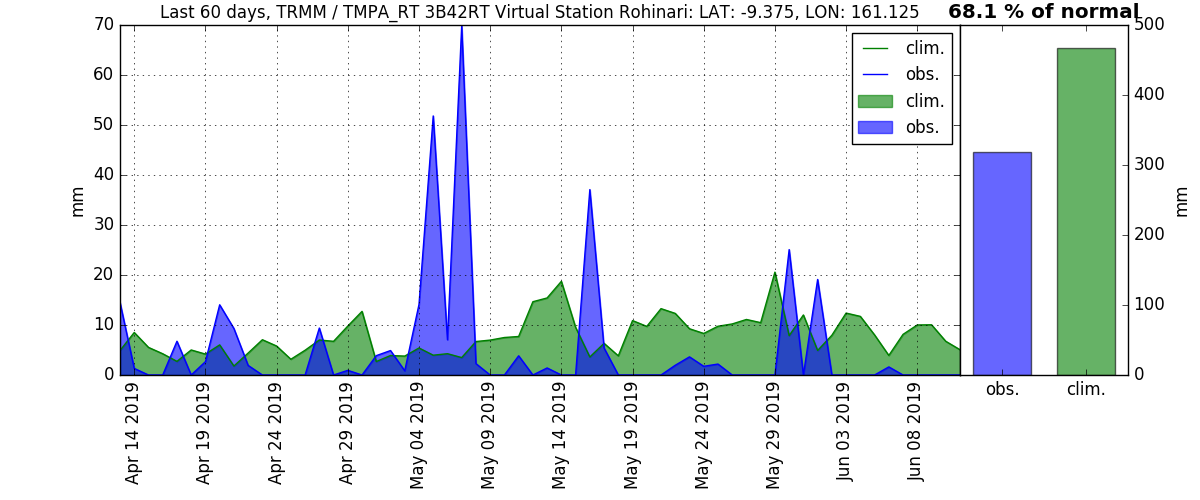 Last 60 days, TRMM / TMPA_RT 3B42RT Virtual Station Rohinari: LAT: -9.375, LON: 161.125
68.1 % of normal
70
60
50
40
30
20
10
0
mm
clim.
obs.
clim.
obs.
Apr 14 2019
Apr 19 2019
Apr 24 2019
Apr 29 2019
May 04 2019
May 09 2019
May 14 2019
May 19 2019
May 24 2019
May 29 2019
Jun 03 2019
Jun 08 2019
500
400
300
200
100
0
mm
obs.
clim.